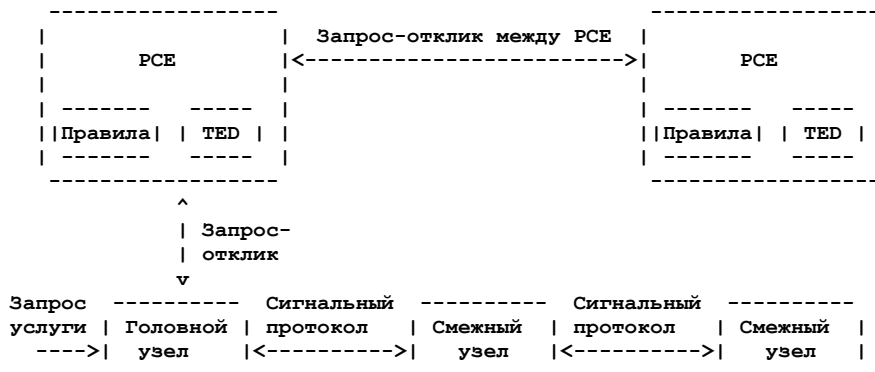 Запрос-отклик между PCE
PCE PCE
Правила TED Правила TED
Запрос-
отклик
Запрос Сигнальный Сигнальный
услуги Головной протокол Смежный протокол Смежный
узел узел узел